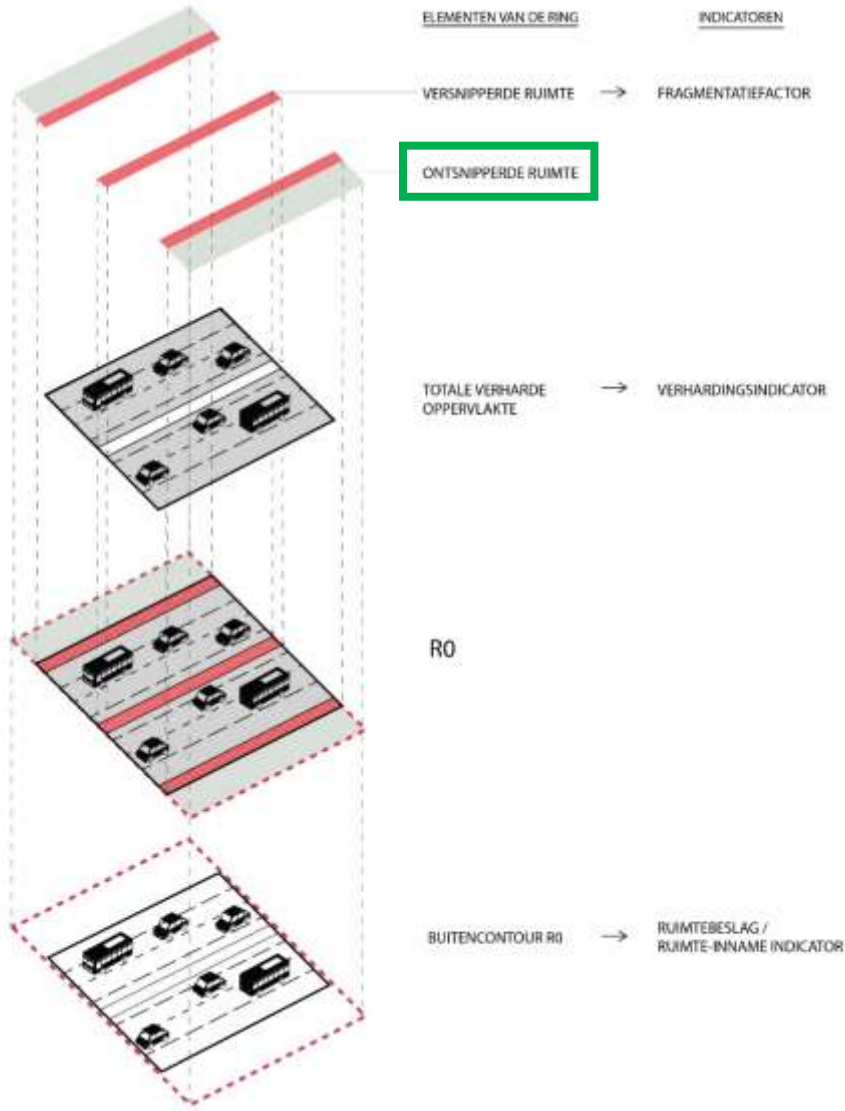 ELEMENTEN VAN DE RING
INDICATOREN
VERSNIPPERDE RUIMTE → FRAGMENTATIEFACTOR
ONTSNIPPERDE RUIMTE
TOTALE VERHARDE → VERHARDINGSINDICATOR
OPPERVLAKTE
R0
BUITENCONTOUR R0 → RUIMTEBESLAG /
RUIMTE-INNAME INDICATOR